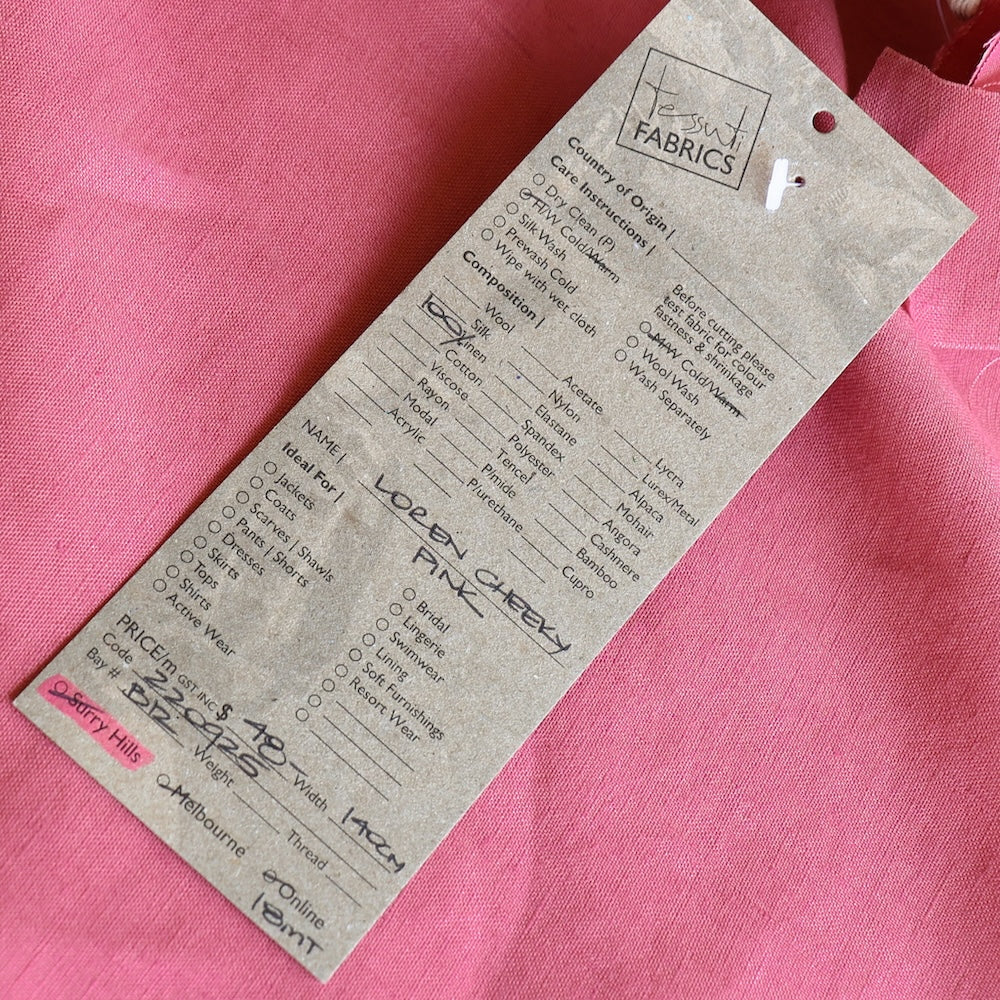 tessuti
FABRICS
Country of Origin |
Care Instructions |
Dry Clean (P)
H/W Cold/Warm
Silk Wash
Prewash Cold
Wipe with wet cloth
Before cutting please
test fabric for colour
fastness & shrinkage
M/W Cold/Warm
Wool Wash
Wash Separately
Composition |
Wool
Silk
100% Linen
Cotton
Viscose
Rayon
Modal
Acrylic
Acetate
Nylon
Elastane
Spandex
Polyester
Tencel
P/mide
P/urethane
Lycra
Lurex/Metal
Alpaca
Mohair
Angora
Cashmere
Bamboo
Cupro
NAME | LOREN CHEEKY
PINK
Ideal For |
Jackets
Coats
Scarves | Shawls
Pants | Shorts
Dresses
Skirts
Tops
Shirts
Active Wear
Bridal
Lingerie
Swimwear
Lining
Soft Furnishings
Resort Wear
PRICE/m GST INC $ 48 Width 140cm
Code 220925
Bay # B12 Weight Thread
Surry Hills Melbourne Online
18mT